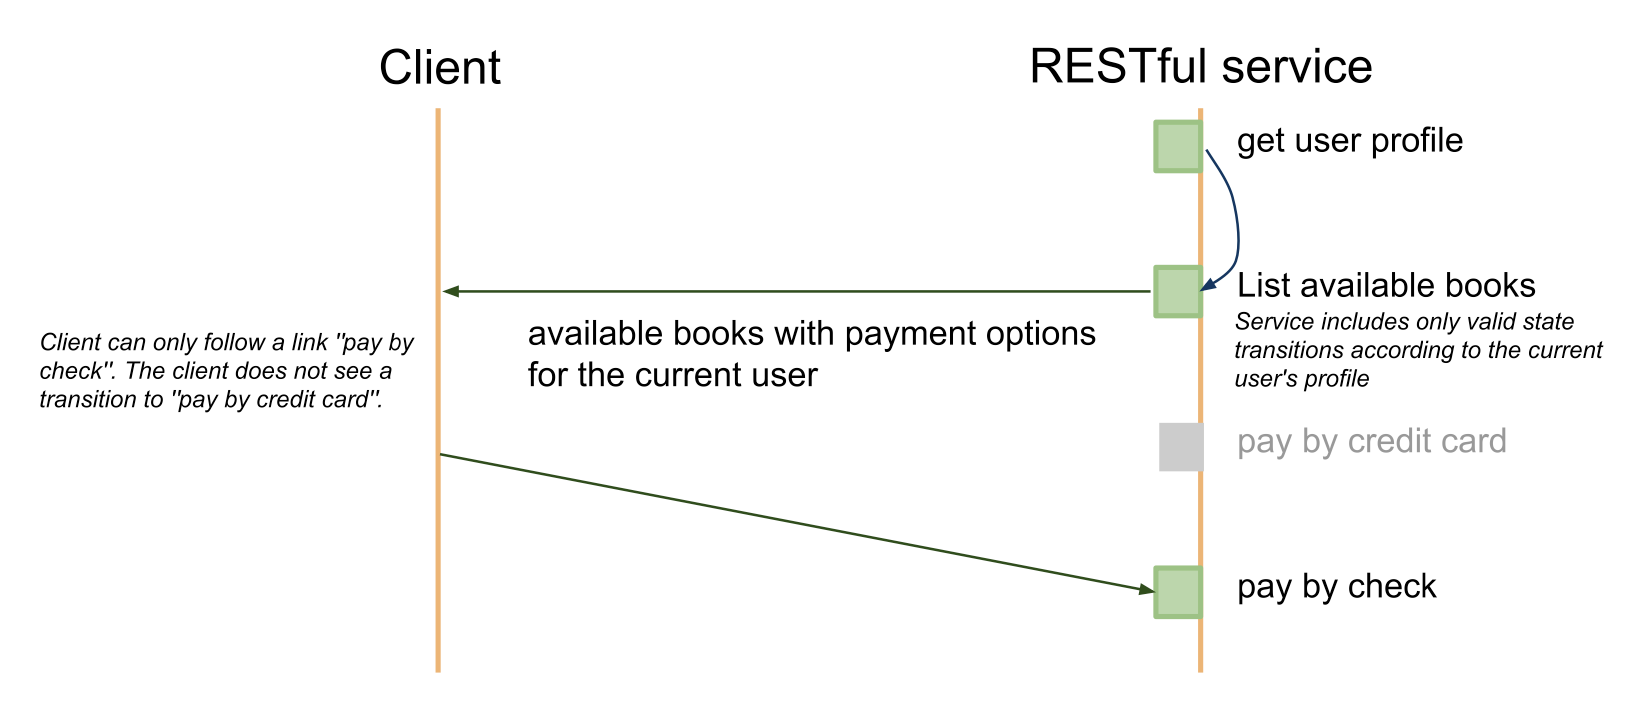 Client
RESTful service
get user profile
List available books
Service includes only valid state
transitions according to the current
user's profile
available books with payment options
for the current user
Client can only follow a link "pay by
check". The client does not see a
transition to "pay by credit card".
pay by credit card
pay by check